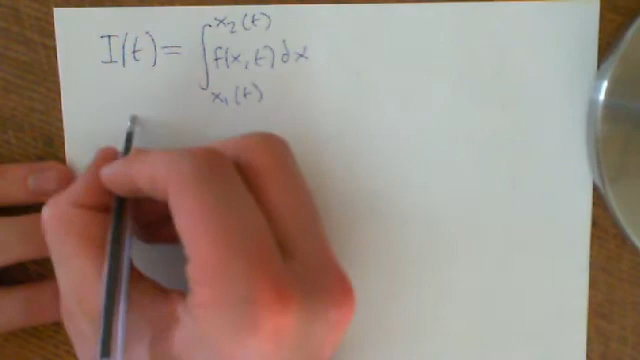 I(t) = ∫_{x₁(t)}^{x₂(t)} f(x, t) dx